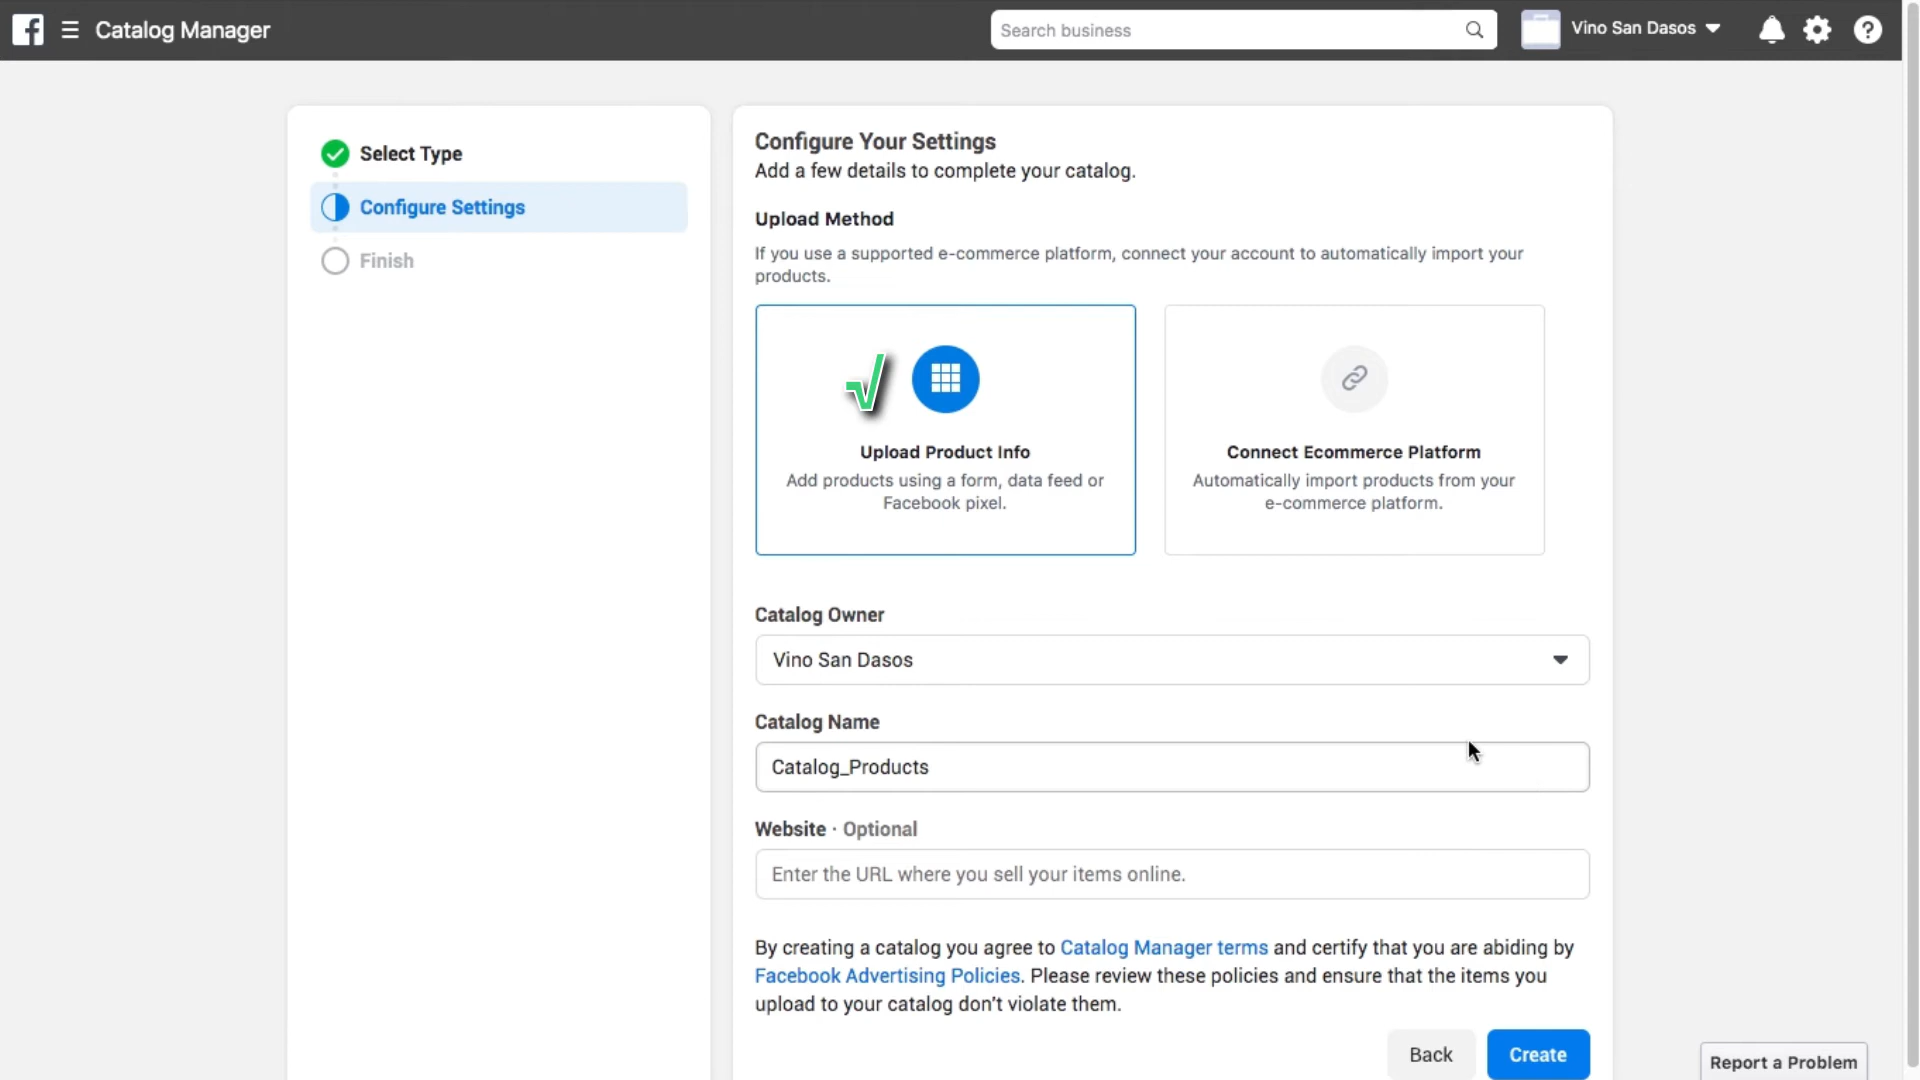 Catalog Manager
Search business
Vino San Dasos
Select Type
Configure Settings
Finish
Configure Your Settings
Add a few details to complete your catalog.
Upload Method
If you use a supported e-commerce platform, connect your account to automatically import your
products.
Upload Product Info
Add products using a form, data feed or
Facebook pixel.
Connect Ecommerce Platform
Automatically import products from your
e-commerce platform.
Catalog Owner
Vino San Dasos
Catalog Name
Catalog_Products
Website · Optional
Enter the URL where you sell your items online.
By creating a catalog you agree to Catalog Manager terms and certify that you are abiding by
Facebook Advertising Policies. Please review these policies and ensure that the items you
upload to your catalog don’t violate them.
Back
Create
Report a Problem